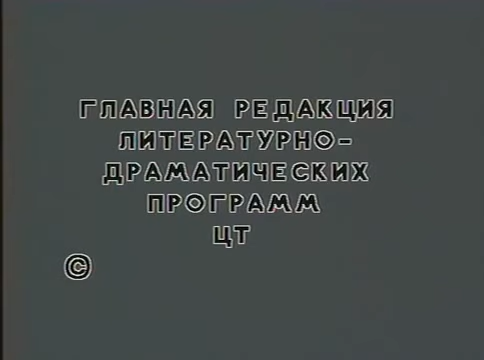 ГЛАВНАЯ РЕДАКЦИЯ
ЛИТЕРАТУРНО-
ДРАМАТИЧЕСКИХ
ПРОГРАММ
ЦТ
©